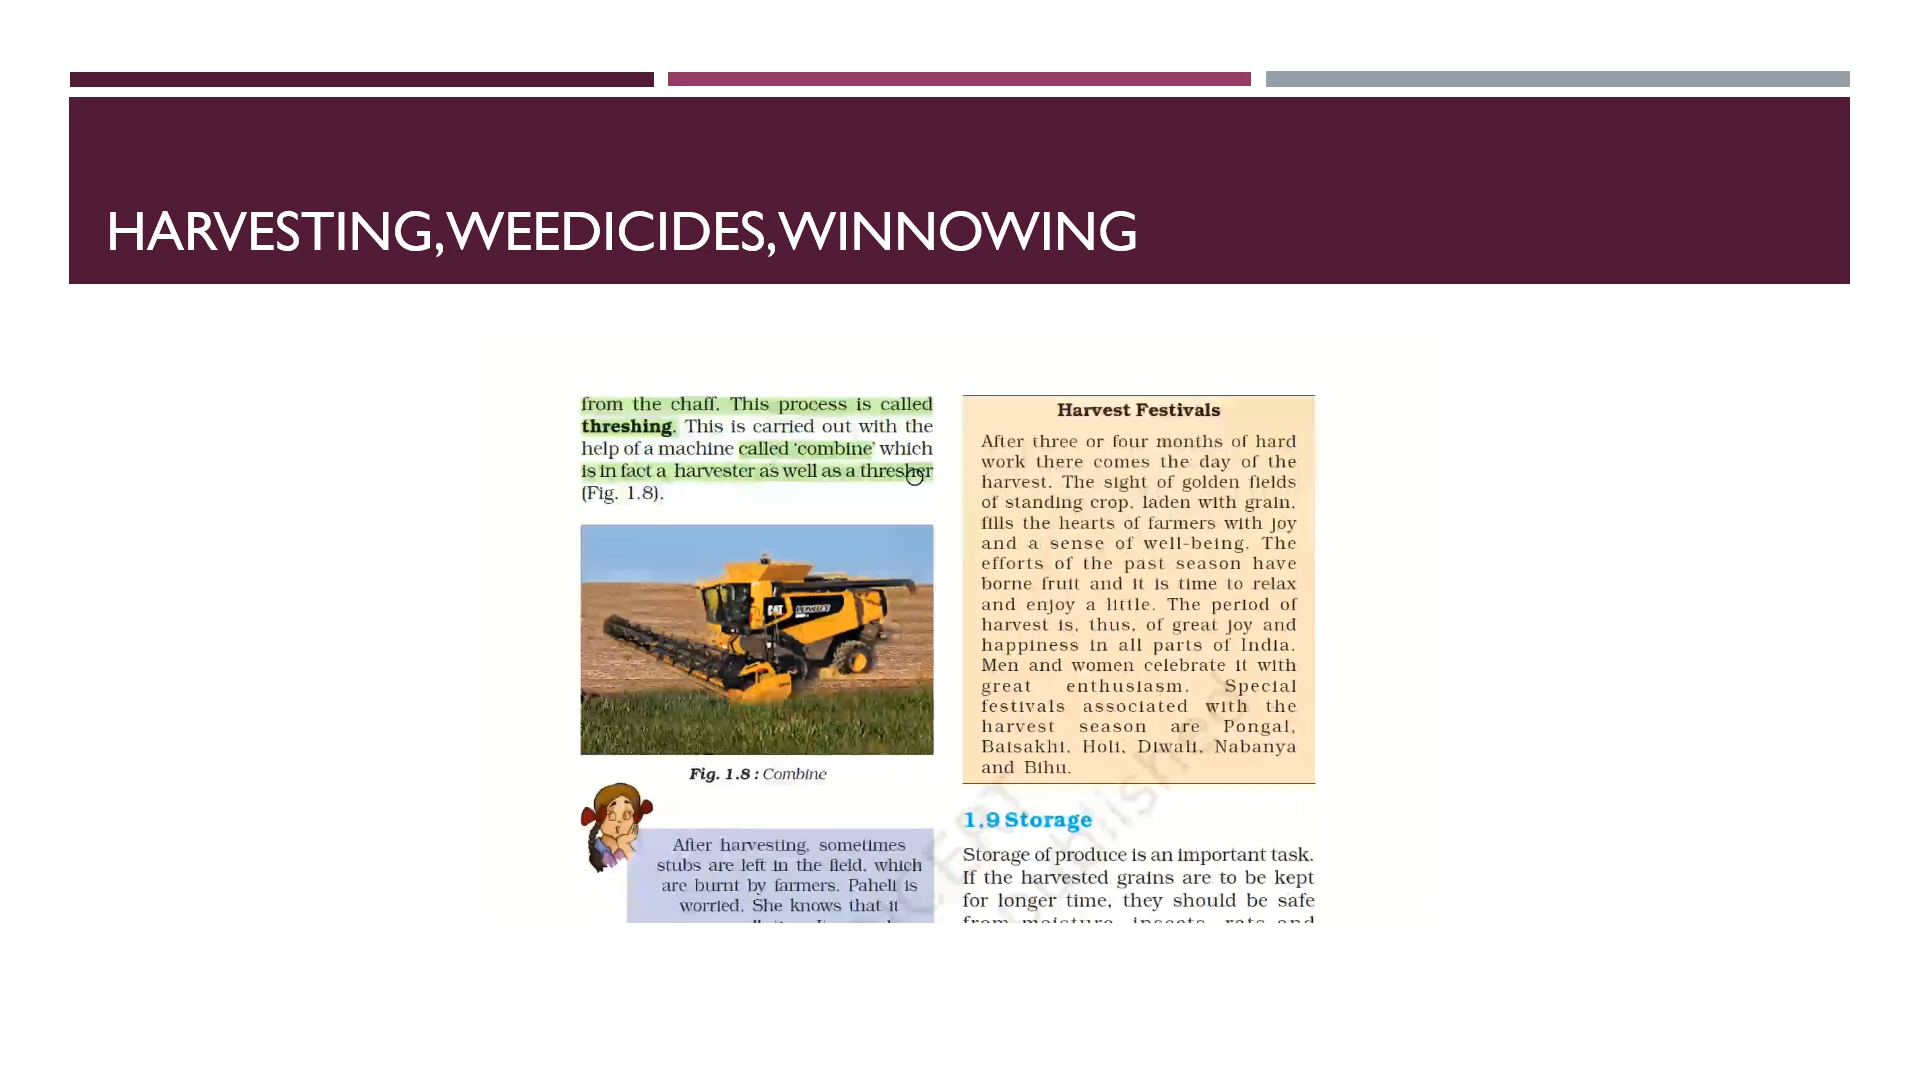 HARVESTING,WEEDICIDES,WINNOWING
from the chaff. This process is called
threshing. This is carried out with the
help of a machine called ‘combine’ which
is in fact a harvester as well as a thresher
(Fig. 1.8).
CAT
Fig. 1.8 : Combine
After harvesting, sometimes
stubs are left in the field, which
are burnt by farmers. Paheli is
worried. She knows that it
Harvest Festivals
After three or four months of hard
work there comes the day of the
harvest. The sight of golden fields
of standing crop, laden with grain,
fills the hearts of farmers with joy
and a sense of well-being. The
efforts of the past season have
borne fruit and it is time to relax
and enjoy a little. The period of
harvest is, thus, of great joy and
happiness in all parts of India.
Men and women celebrate it with
great enthusiasm. Special
festivals associated with the
harvest season are Pongal,
Baisakhi, Holi, Diwali, Nabanya
and Bihu.
1.9 Storage
Storage of produce is an important task.
If the harvested grains are to be kept
for longer time, they should be safe
from moisture, insects, rats and